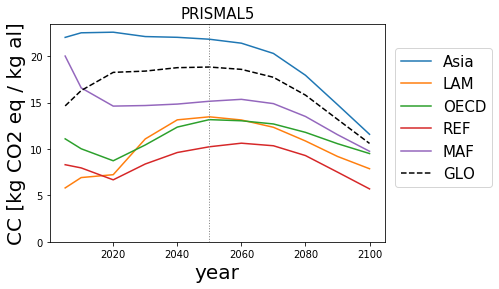 PRISMAL5
CC [kg CO2 eq / kg al]
20
15
10
5
0
2020
2040
2060
2080
2100
year
Asia
LAM
OECD
REF
MAF
GLO